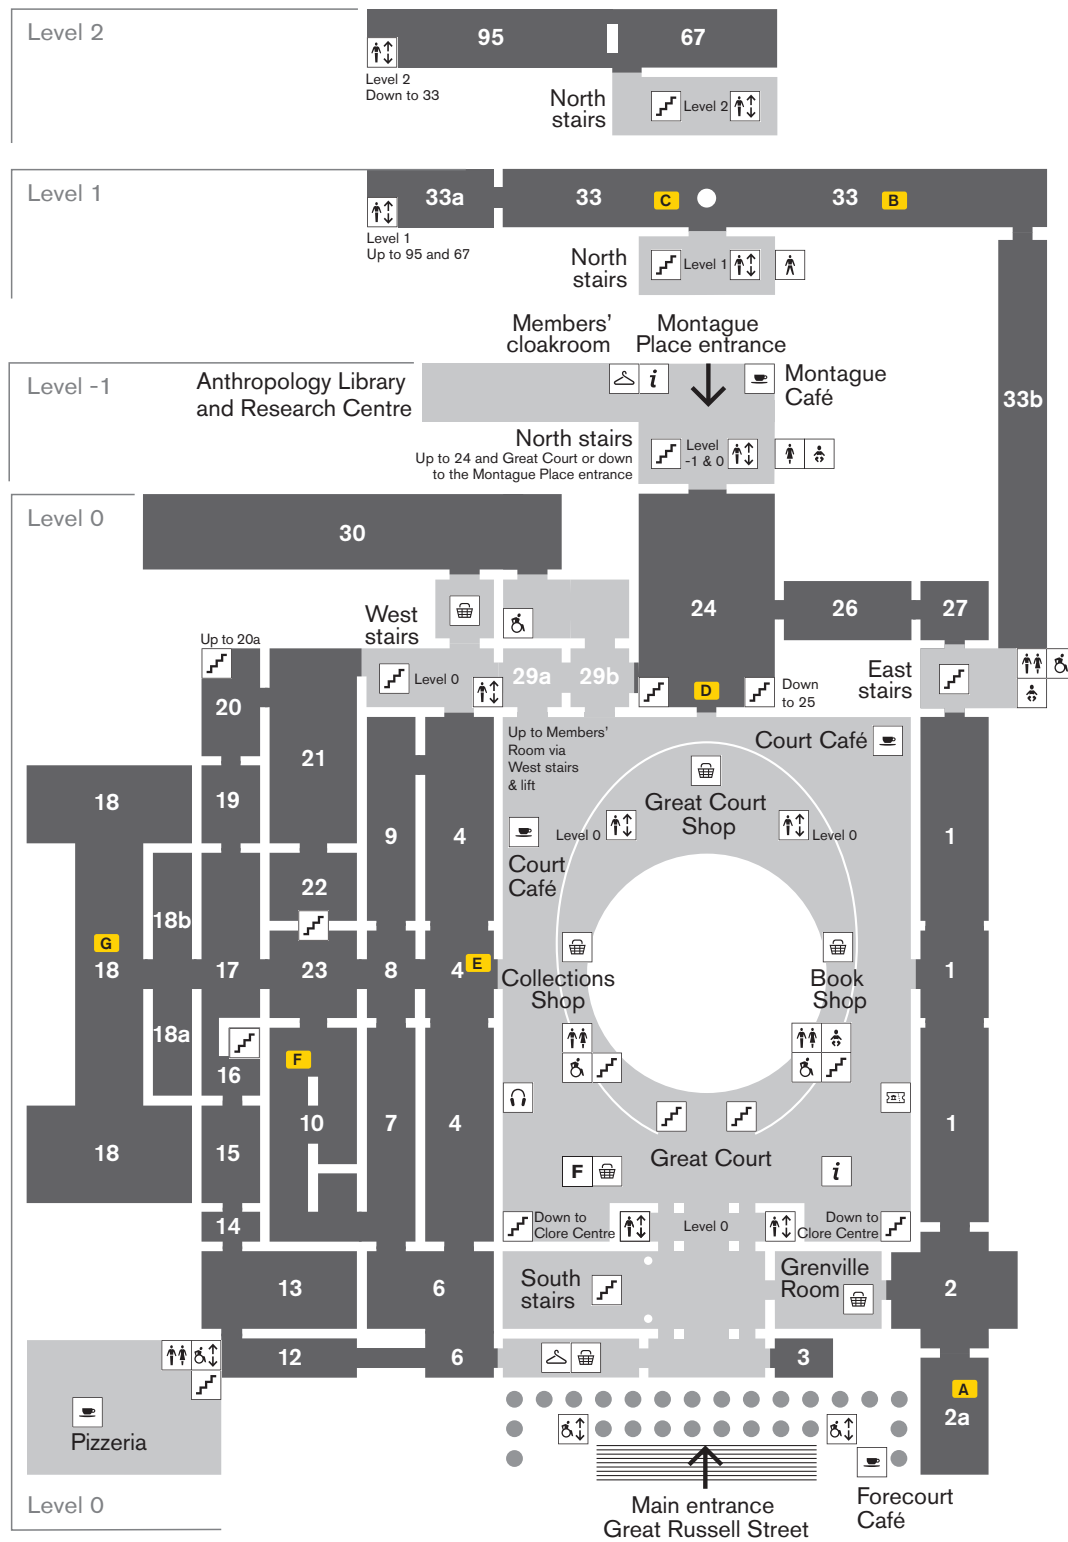 Level 2
95
67
Level 2
Down to 33
North
stairs
Level 2
Level 1
33a
33
C
33
B
Level 1
Up to 95 and 67
North
stairs
Level 1
Members'
cloakroom
Montague
Place entrance
Level -1
Anthropology Library
and Research Centre
i
Montague
Café
33b
North stairs
Up to 24 and Great Court or down
to the Montague Place entrance
Level
-1 & 0
Level 0
30
24
26
27
West
stairs
Up to 20a
Level 0
29a
29b
D
Down
to 25
East
stairs
20
21
Up to Members'
Room via
West stairs
& lift
Court Café
Great Court
Shop
Level 0
Level 0
18
19
9
4
1
Court
Café
22
18b
G
18
17
23
8
4
E
Collections
Shop
Book
Shop
1
18a
16
F
10
7
4
1
18
15
Great Court
F
i
14
Down to
Clore Centre
Level 0
Down to
Clore Centre
13
6
South
stairs
Grenville
Room
2
12
6
3
A
2a
Pizzeria
Level 0
Main entrance
Great Russell Street
Forecourt
Café